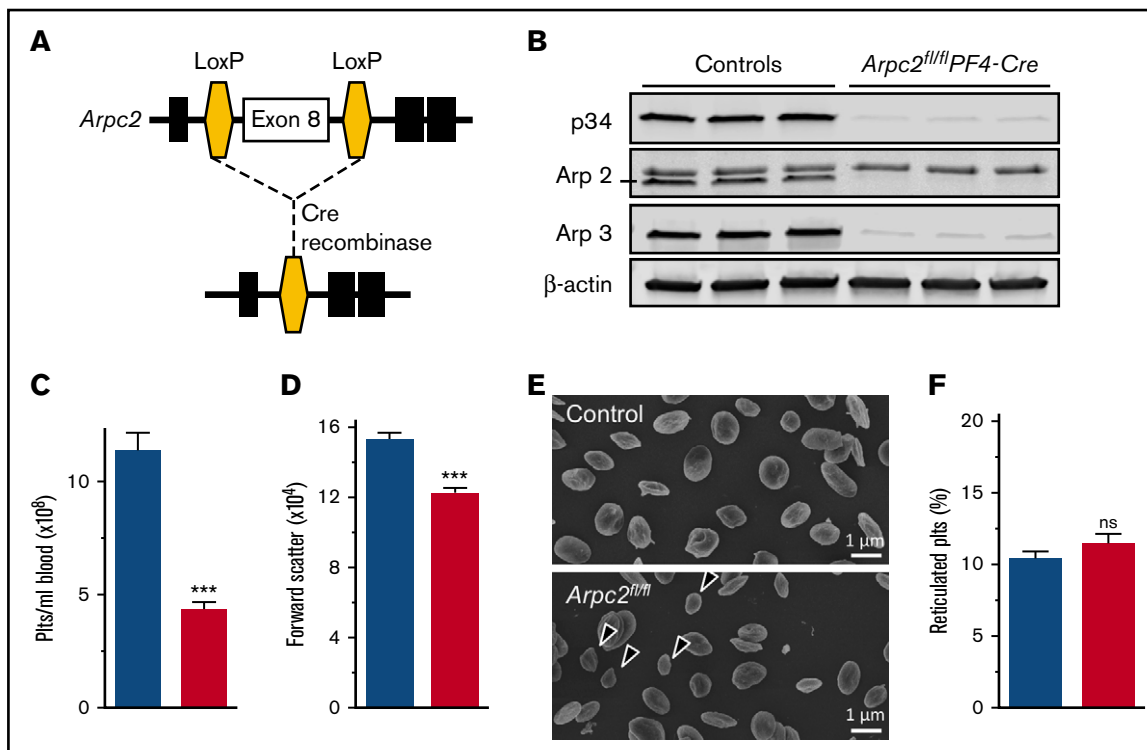 A
LoxP LoxP
Arpc2
Exon 8
Cre
recombinase
B
Controls Arpc2fl/flPF4-Cre
p34
Arp 2
Arp 3
β-actin
C
Plts/ml blood (x10⁸)
10
5
0
***
D
Forward scatter (x10⁴)
16
12
8
4
0
***
E
Control
1 µm
Arpc2fl/fl
1 µm
F
Reticulated plts (%)
20
15
10
5
0
ns